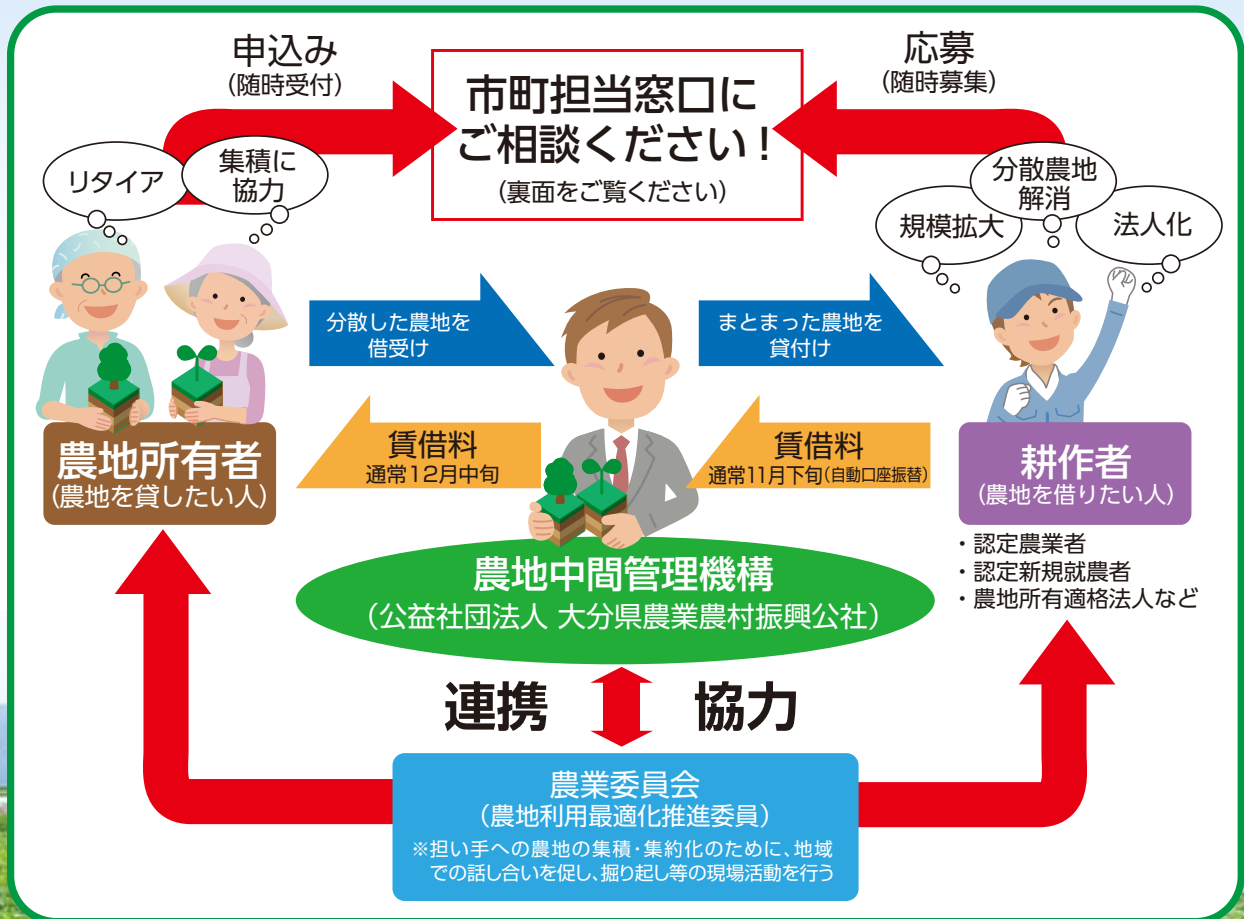 申込み
(随時受付)
市町担当窓口に
ご相談ください!
(裏面をご覧ください)
応募
(随時募集)
リタイア
集積に
協力
分散農地
解消
規模拡大
法人化
分散した農地を
借受け
まとまった農地を
貸付け
賃借料
通常12月中旬
賃借料
通常11月下旬(自動口座振替)
農地所有者
(農地を貸したい人)
耕作者
(農地を借りたい人)
・認定農業者
・認定新規就農者
・農地所有適格法人など
農地中間管理機構
(公益社団法人 大分県農業農村振興公社)
連携 協力
農業委員会
(農地利用最適化推進委員)
※担い手への農地の集積・集約化のために、地域
での話し合いを促し、掘り起し等の現場活動を行う